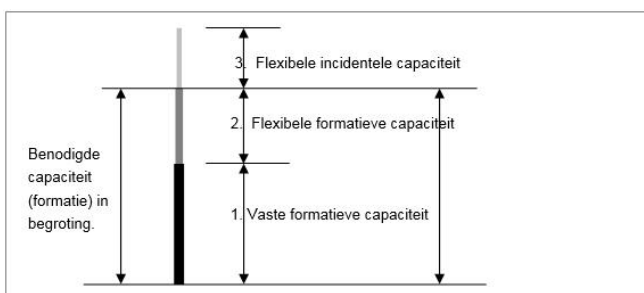 3. Flexibele incidentele capaciteit
2. Flexibele formatieve capaciteit
Benodigde
capaciteit
(formatie) in
begroting.
1. Vaste formatieve capaciteit